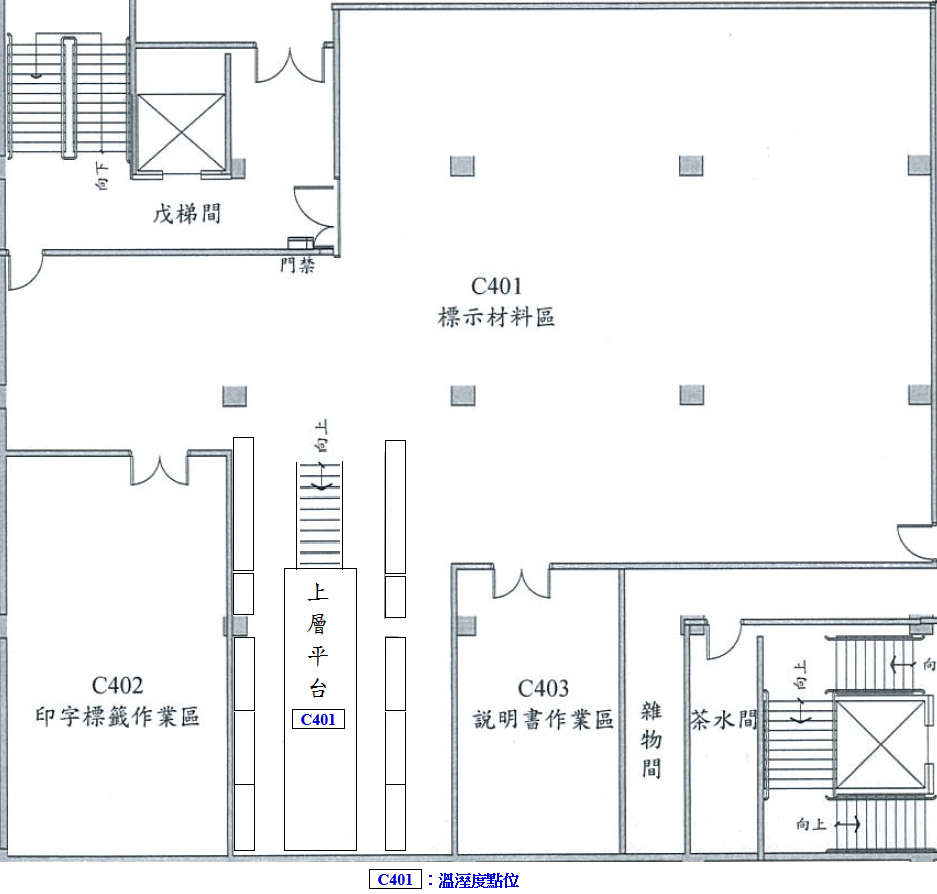 向下
戊梯間
門禁
C401
標示材料區
向上
上層平台
C401
C402
印字標籤作業區
C403
説明書作業區
雜物間
茶水間
向上
向
向上
C401：溫溼度點位